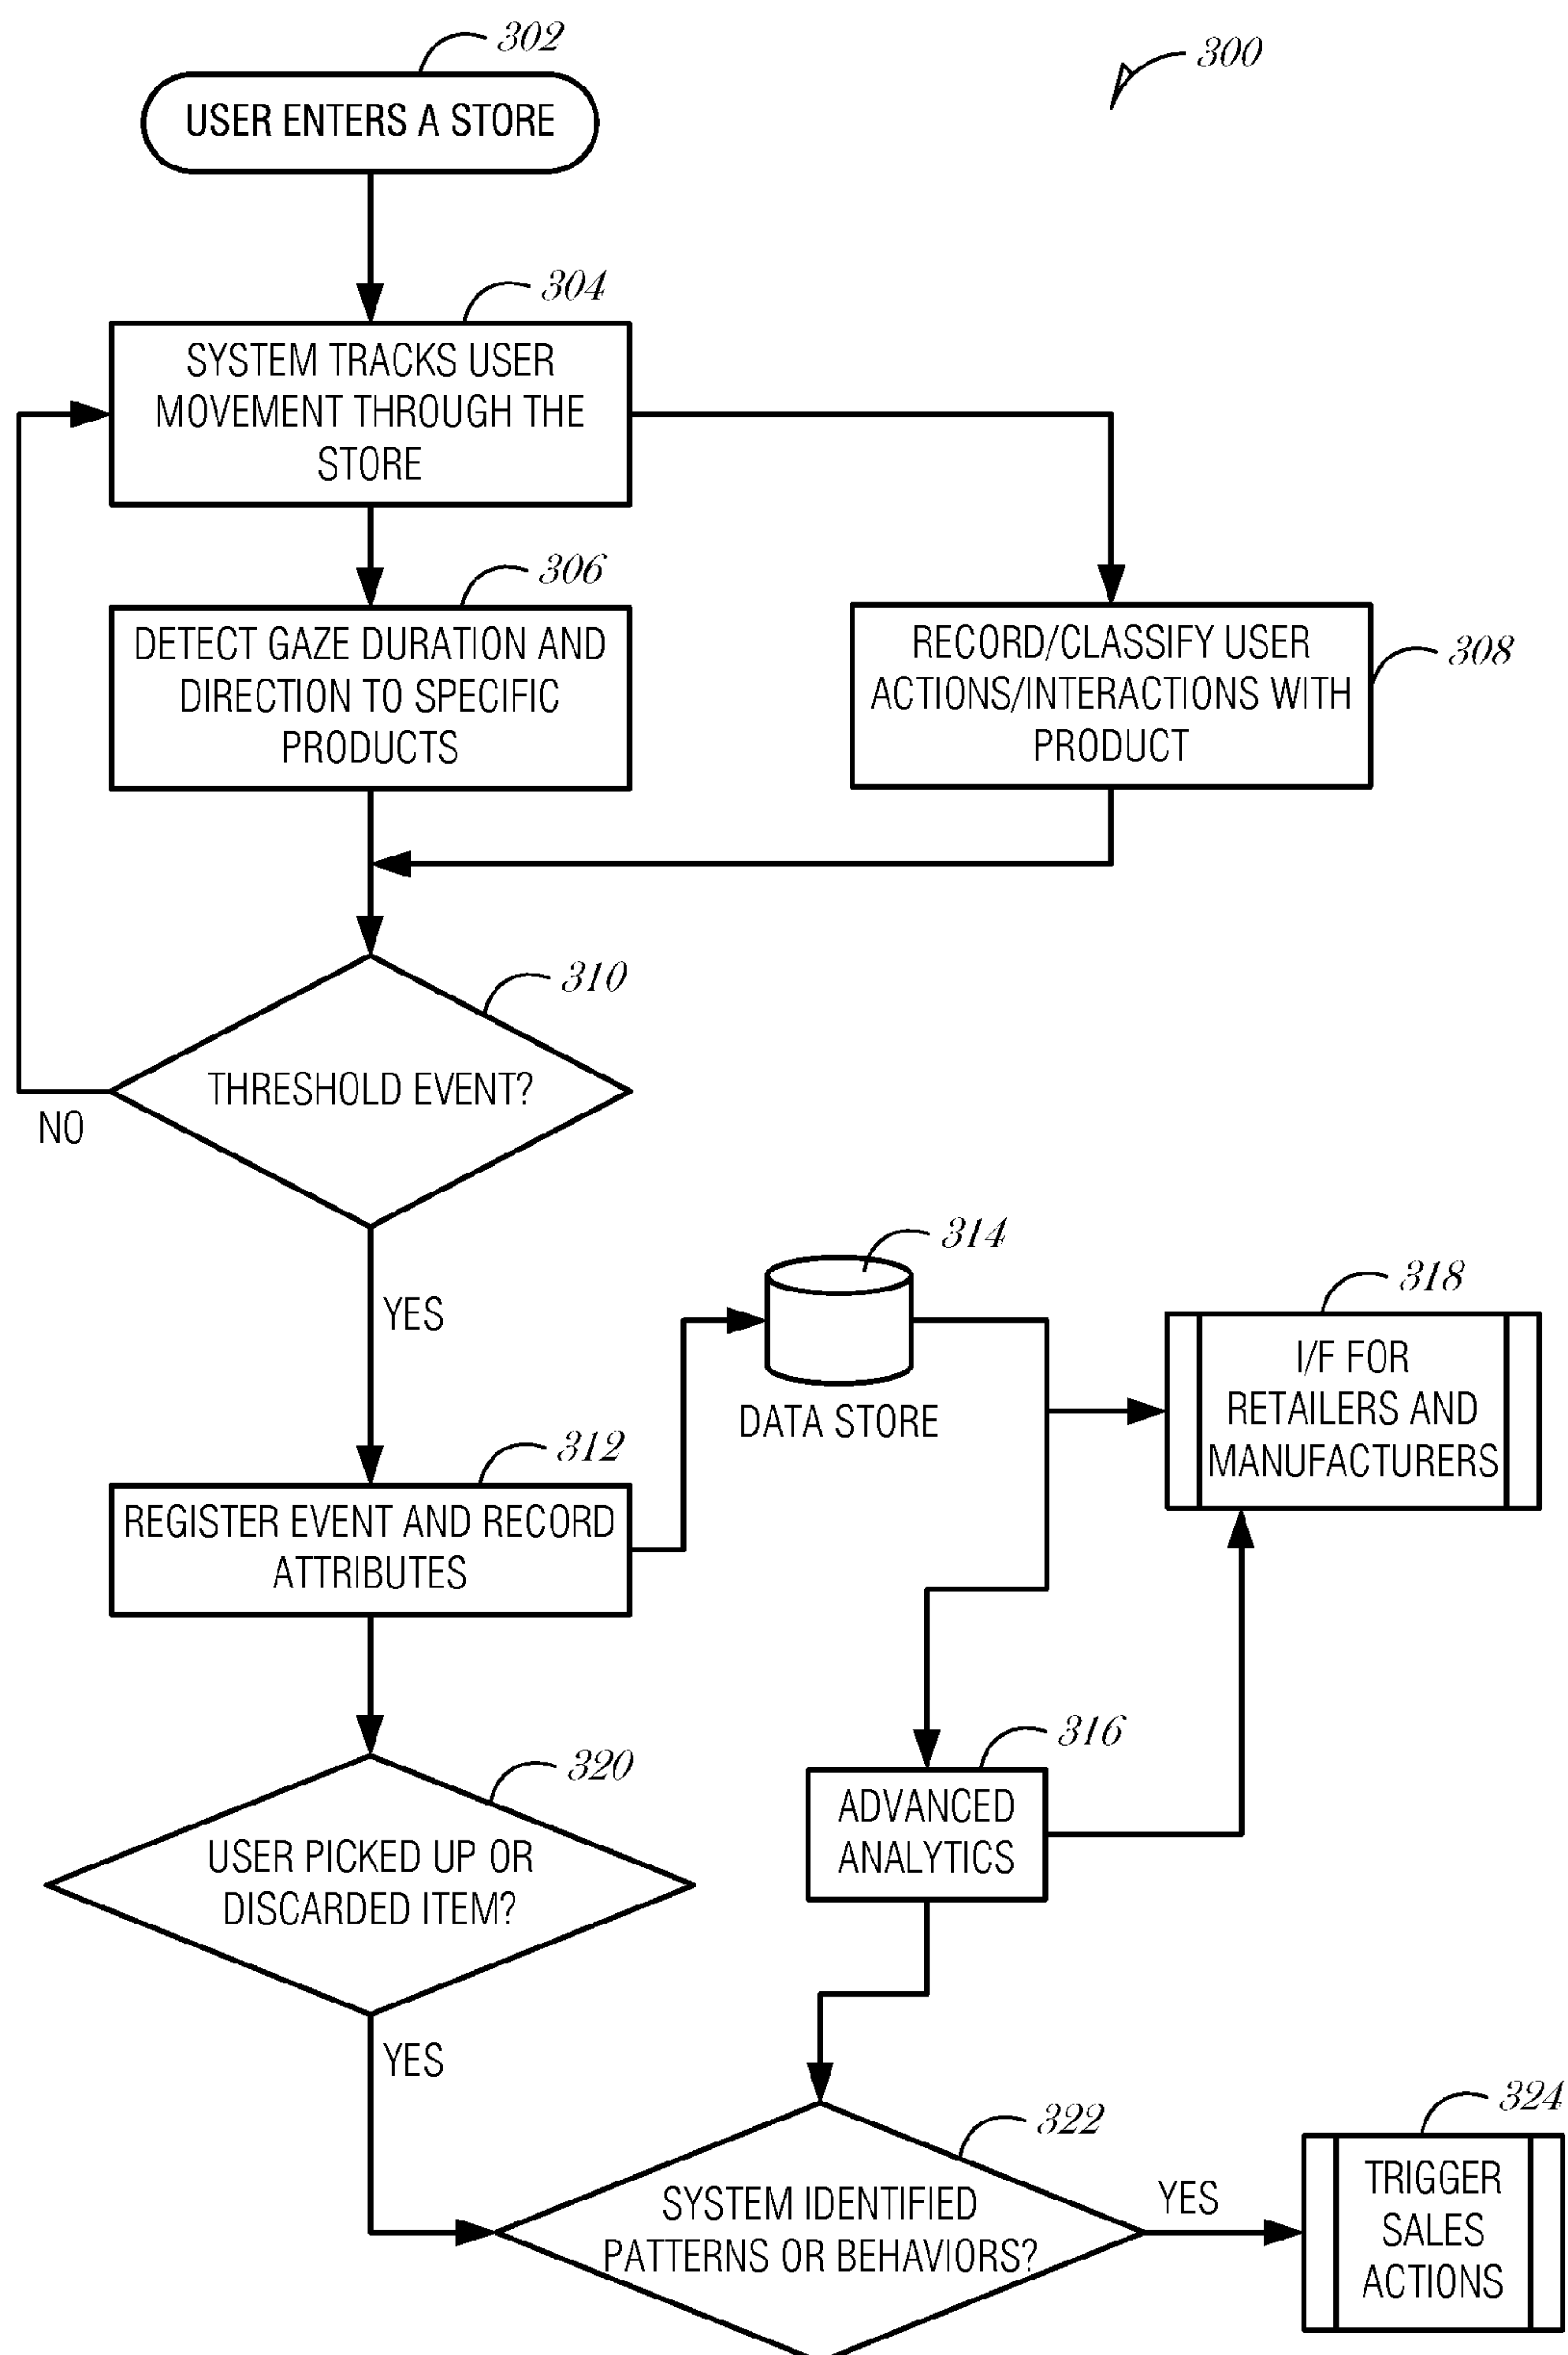 302
300
USER ENTERS A STORE
304
SYSTEM TRACKS USER
MOVEMENT THROUGH THE
STORE
306
DETECT GAZE DURATION AND
DIRECTION TO SPECIFIC
PRODUCTS
RECORD/CLASSIFY USER
ACTIONS/INTERACTIONS WITH
PRODUCT
308
310
THRESHOLD EVENT?
NO
YES
314
DATA STORE
318
I/F FOR
RETAILERS AND
MANUFACTURERS
312
REGISTER EVENT AND RECORD
ATTRIBUTES
316
ADVANCED
ANALYTICS
320
USER PICKED UP OR
DISCARDED ITEM?
YES
322
SYSTEM IDENTIFIED
PATTERNS OR BEHAVIORS?
YES
324
TRIGGER
SALES
ACTIONS